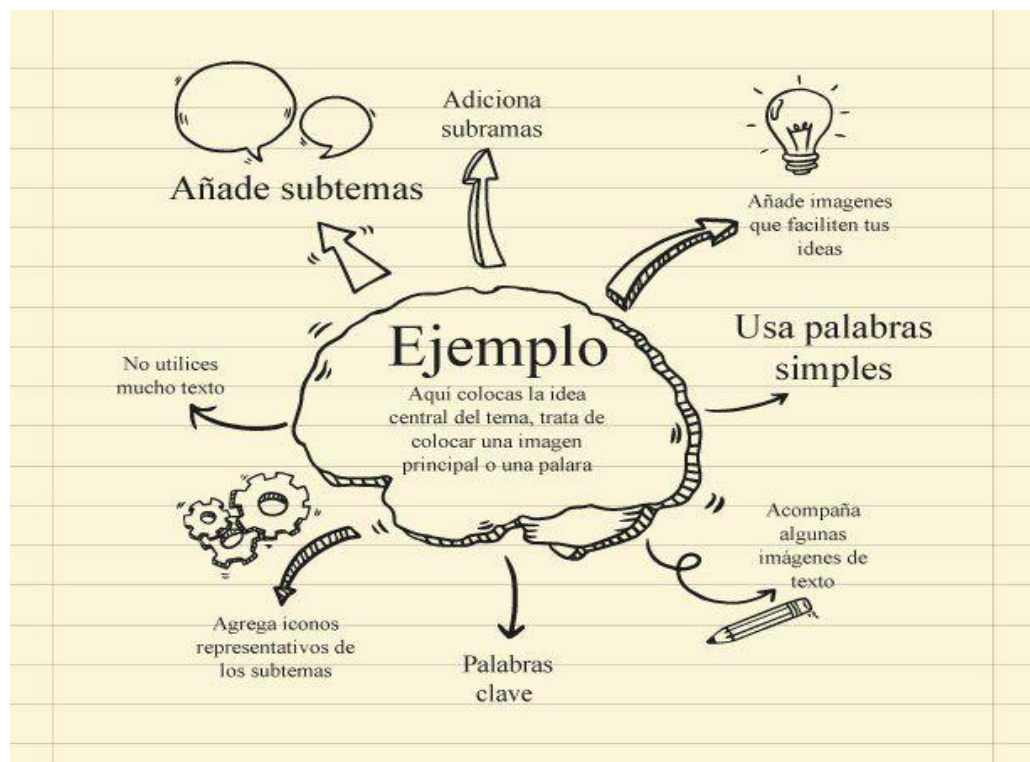 Adiciona
subramas
Añade subtemas
Añade imagenes
que faciliten tus
ideas
Ejemplo
Aquí colocas la idea
central del tema, trata de
colocar una imagen
principal o una palara
Usa palabras
simples
No utilices
mucho texto
Acompaña
algunas
imágenes de
texto
Agrega iconos
representativos de
los subtemas
Palabras
clave